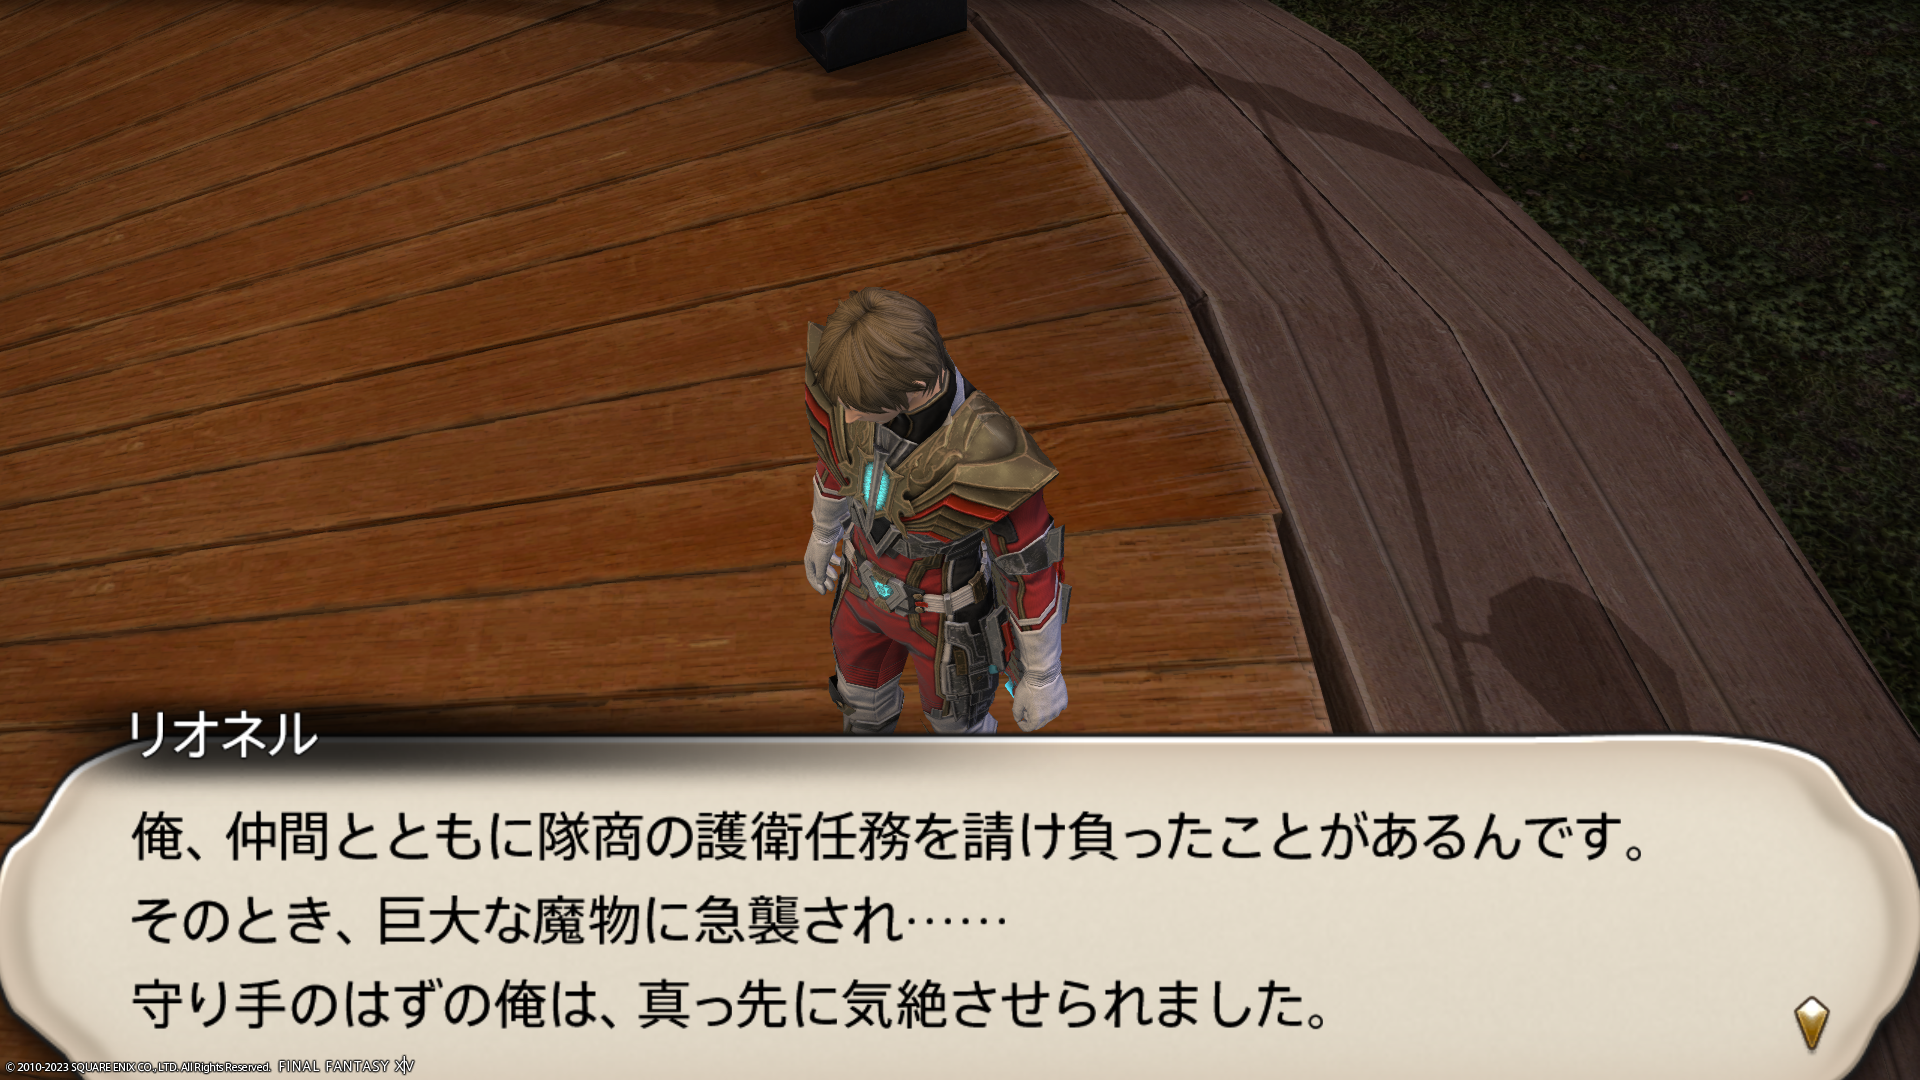 リオネル
俺、仲間とともに隊商の護衛任務を請け負ったことがあるんです。
そのとき、巨大な魔物に急襲され……
守り手のはずの俺は、真っ先に気絶させられました。
© 2010-2023 SQUARE ENIX CO., LTD. All Rights Reserved. FINAL FANTASY XIV